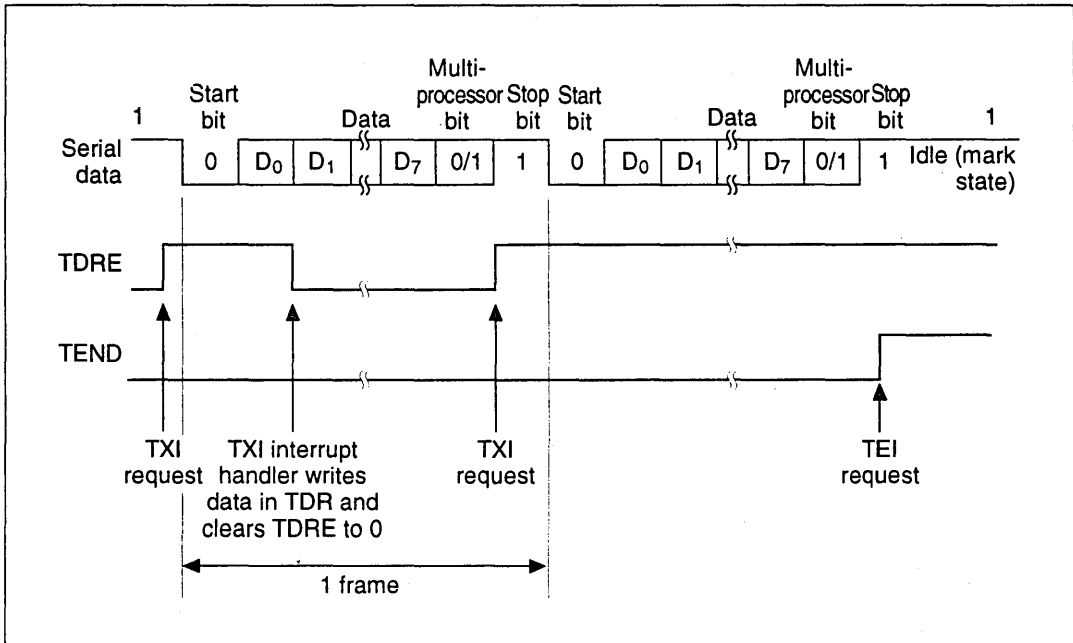 Multi-
processor
Multi-
processor
Start
bit
Stop
bit
Start
bit
Stop
bit
1
Data
Data
1
Serial
data
0 D0 D1 D7 0/1 1 0 D0 D1 D7 0/1 1 Idle (mark
state)
TDRE
TEND
TXI
request
TXI interrupt
handler writes
data in TDR and
clears TDRE to 0
TXI
request
TEI
request
1 frame